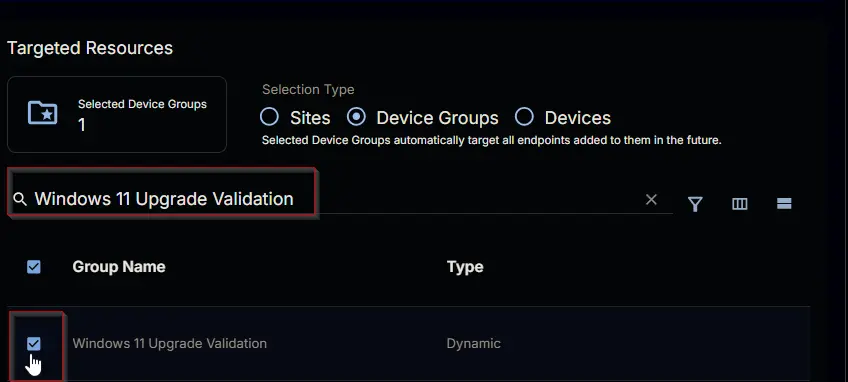 Targeted Resources
Selected Device Groups
1
Selection Type
Sites
Device Groups
Devices
Selected Device Groups automatically target all endpoints added to them in the future.
Windows 11 Upgrade Validation
Group Name
Type
Windows 11 Upgrade Validation
Dynamic